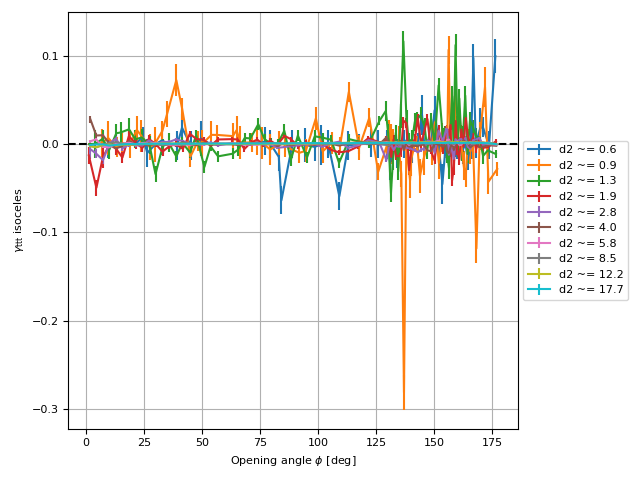 0.1
0.0
−0.1
−0.2
−0.3
γttt isoceles
0 25 50 75 100 125 150 175
Opening angle ϕ [deg]
d2 ~= 0.6
d2 ~= 0.9
d2 ~= 1.3
d2 ~= 1.9
d2 ~= 2.8
d2 ~= 4.0
d2 ~= 5.8
d2 ~= 8.5
d2 ~= 12.2
d2 ~= 17.7